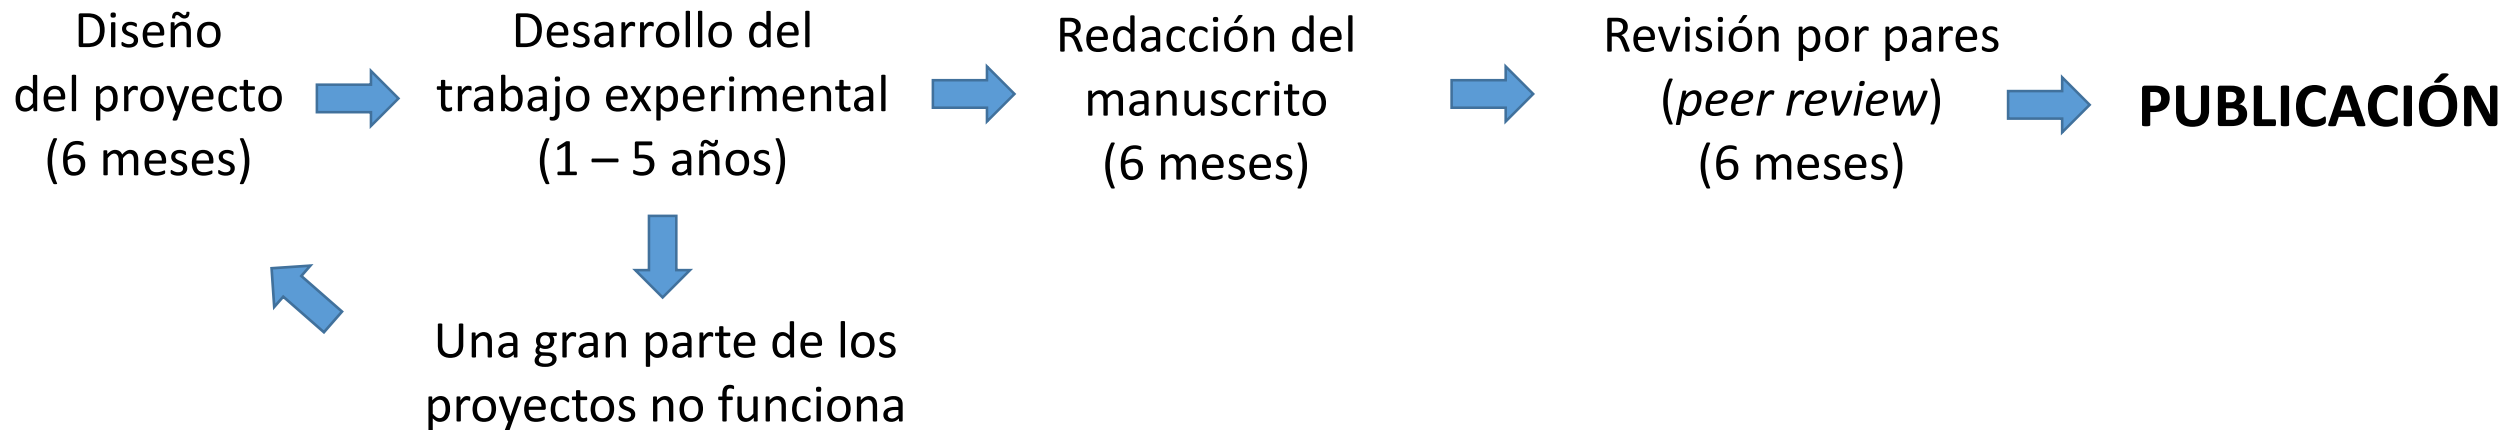 Diseño
del proyecto
(6 meses)
Desarrollo del
trabajo experimental
(1 – 5 años)
Redacción del
manuscrito
(6 meses)
Revisión por pares
(peer review)
(6 meses)
PUBLICACIÓN
Una gran parte de los
proyectos no funciona